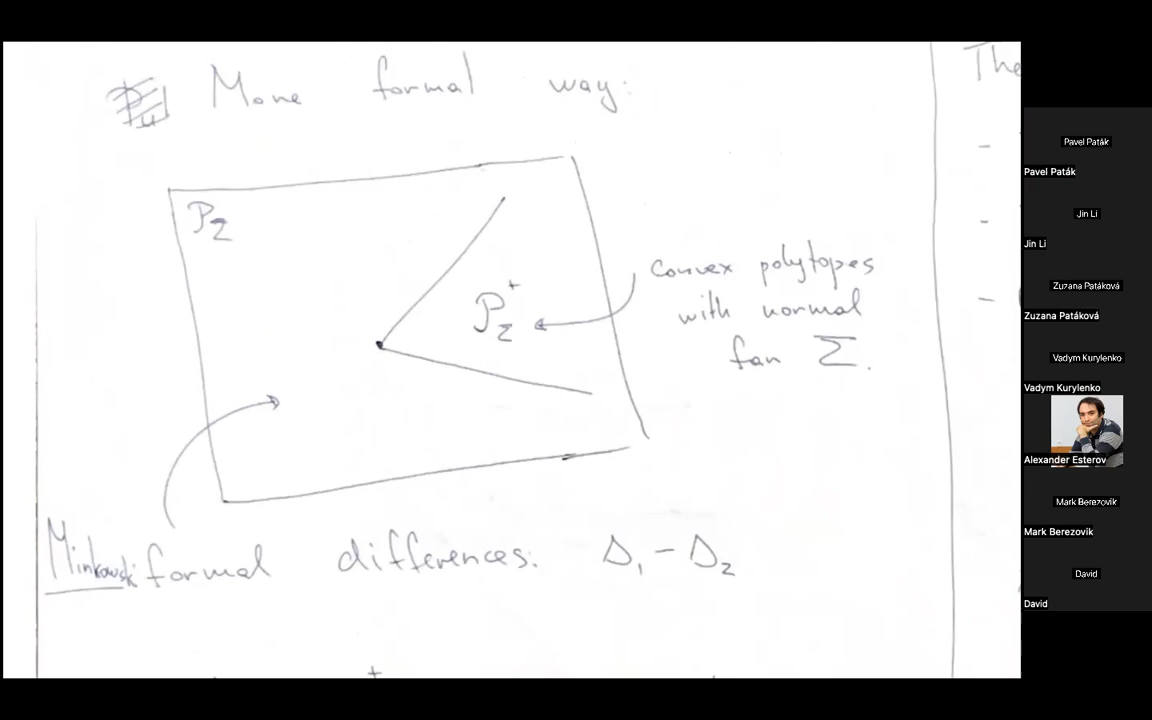 More formal way:
The
-
P_Σ
-
convex polytopes
P_Σ^+
with normal
-
fan Σ.
Minkowski formal differences: Δ₁ - Δ₂
+
Pavel Paták
Pavel Paták
Jin Li
Jin Li
Zuzana Patáková
Zuzana Patáková
Vadym Kurylenko
Vadym Kurylenko
Alexander Esterov
Mark Berezovik
Mark Berezovik
David
David